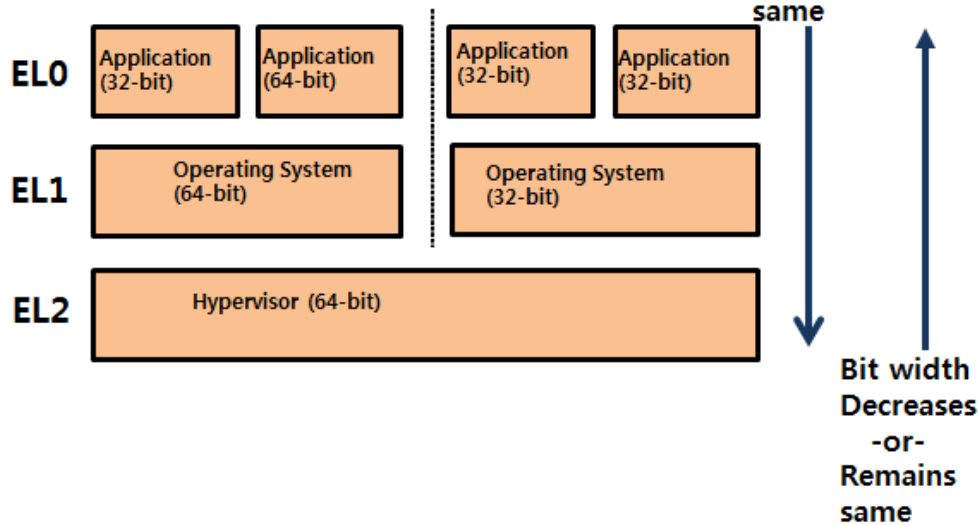 same
EL0
Application
(32-bit)
Application
(64-bit)
Application
(32-bit)
Application
(32-bit)
EL1
Operating System
(64-bit)
Operating System
(32-bit)
EL2
Hypervisor (64-bit)
Bit width
Decreases
-or-
Remains
same